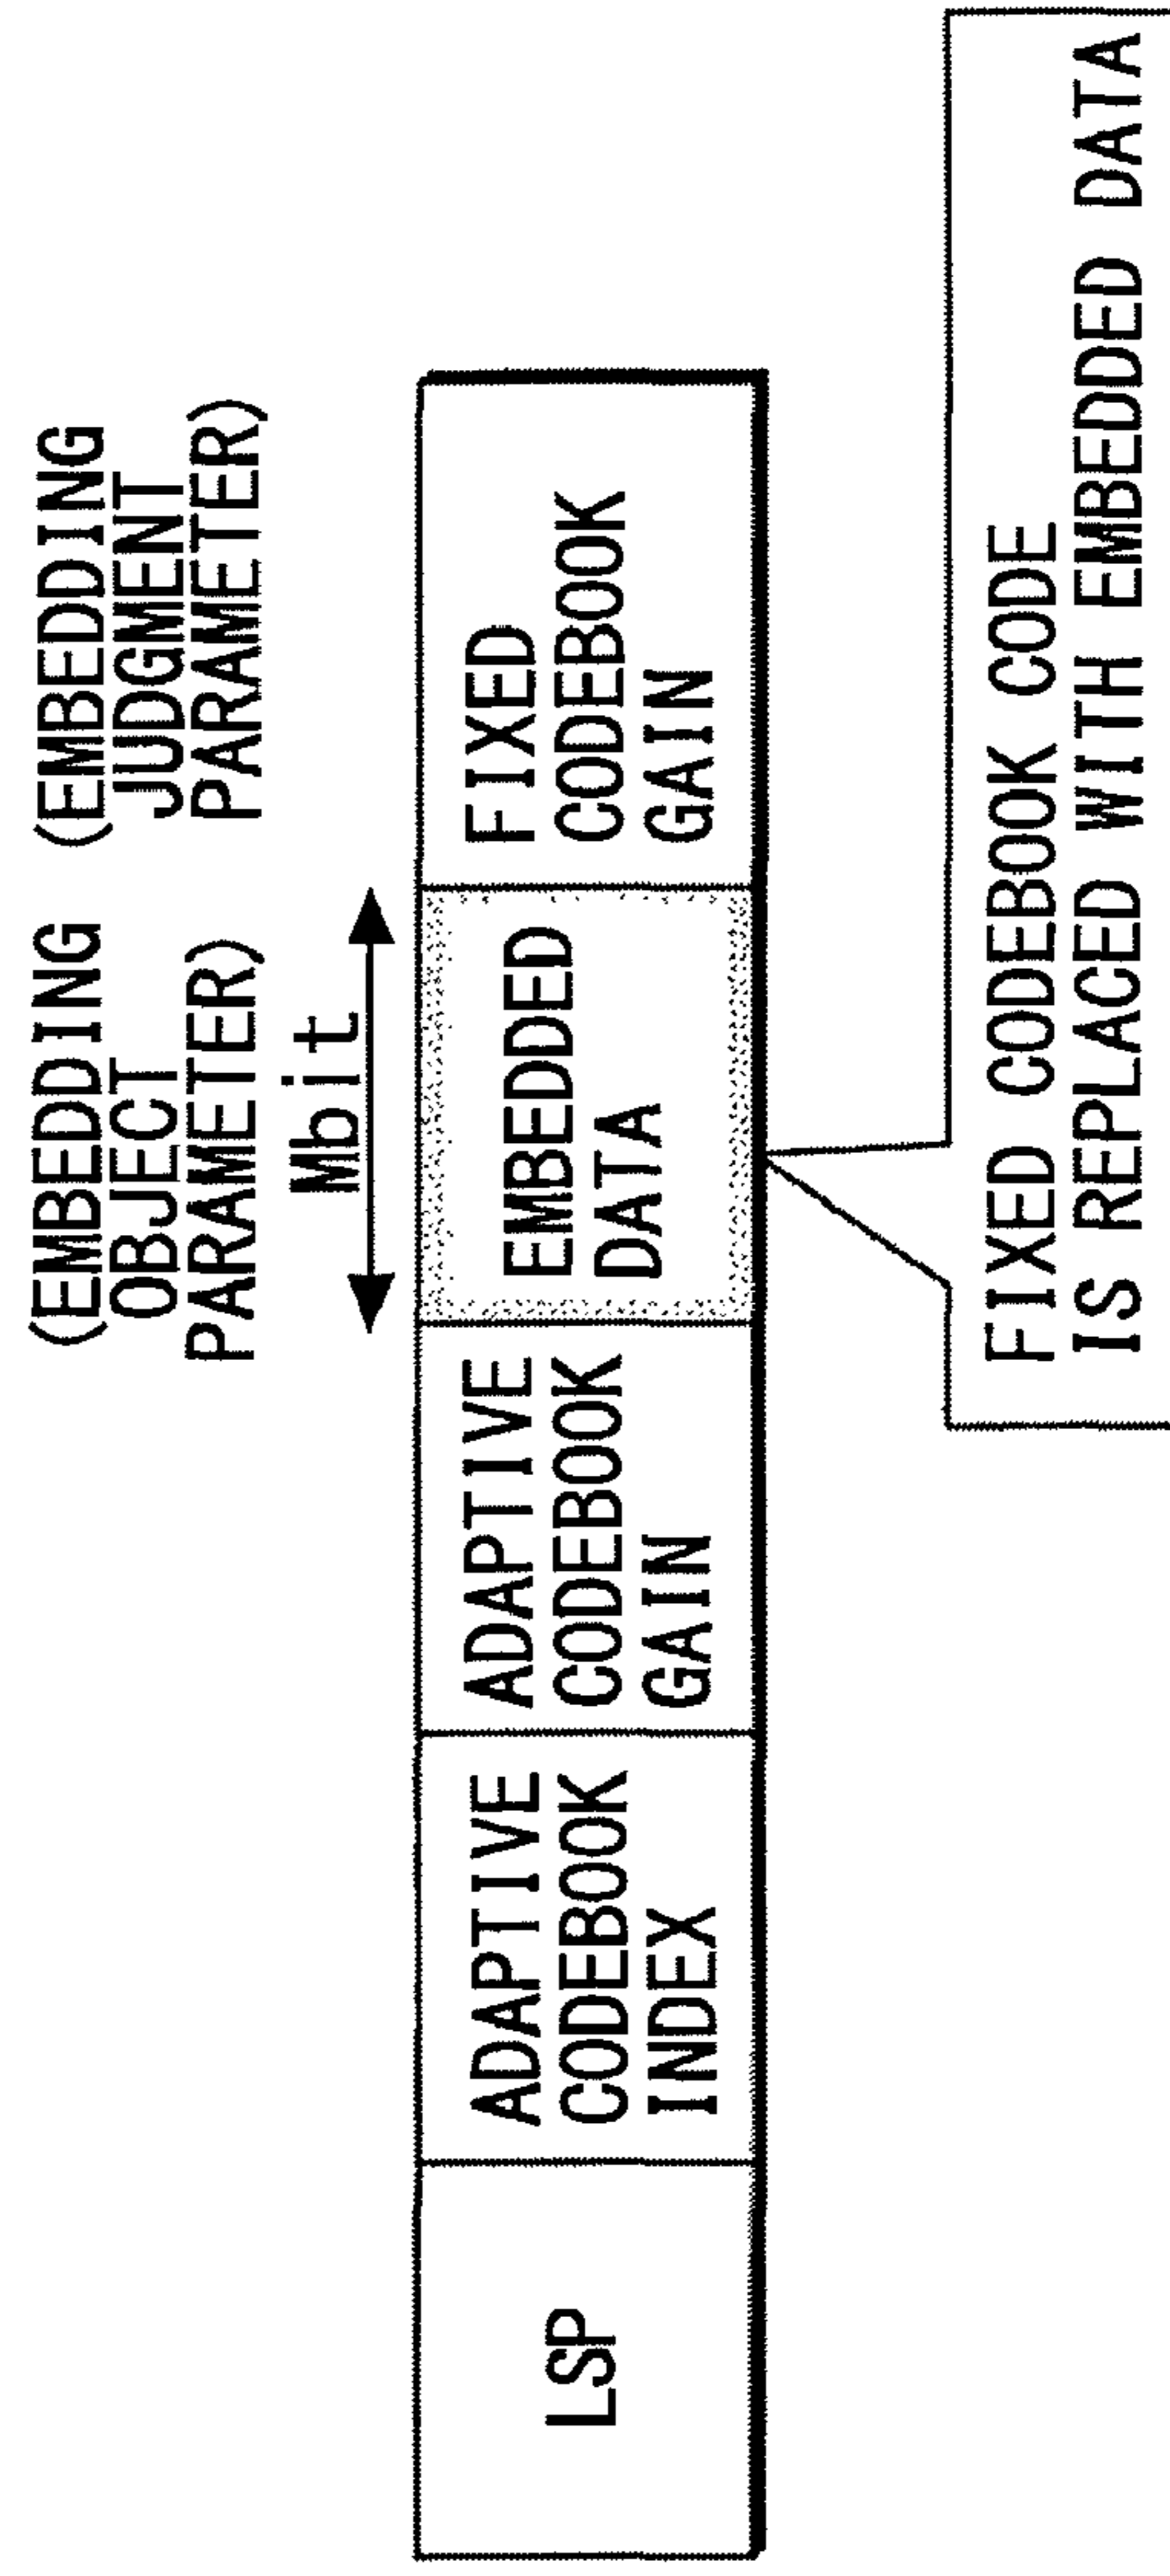 (EMBEDDING
OBJECT
PARAMETER)
(EMBEDDING
JUDGMENT
PARAMETER)
Mbit
LSP
ADAPTIVE
CODEBOOK
INDEX
ADAPTIVE
CODEBOOK
GAIN
EMBEDDED
DATA
FIXED
CODEBOOK
GAIN
FIXED CODEBOOK CODE
IS REPLACED WITH EMBEDDED DATA